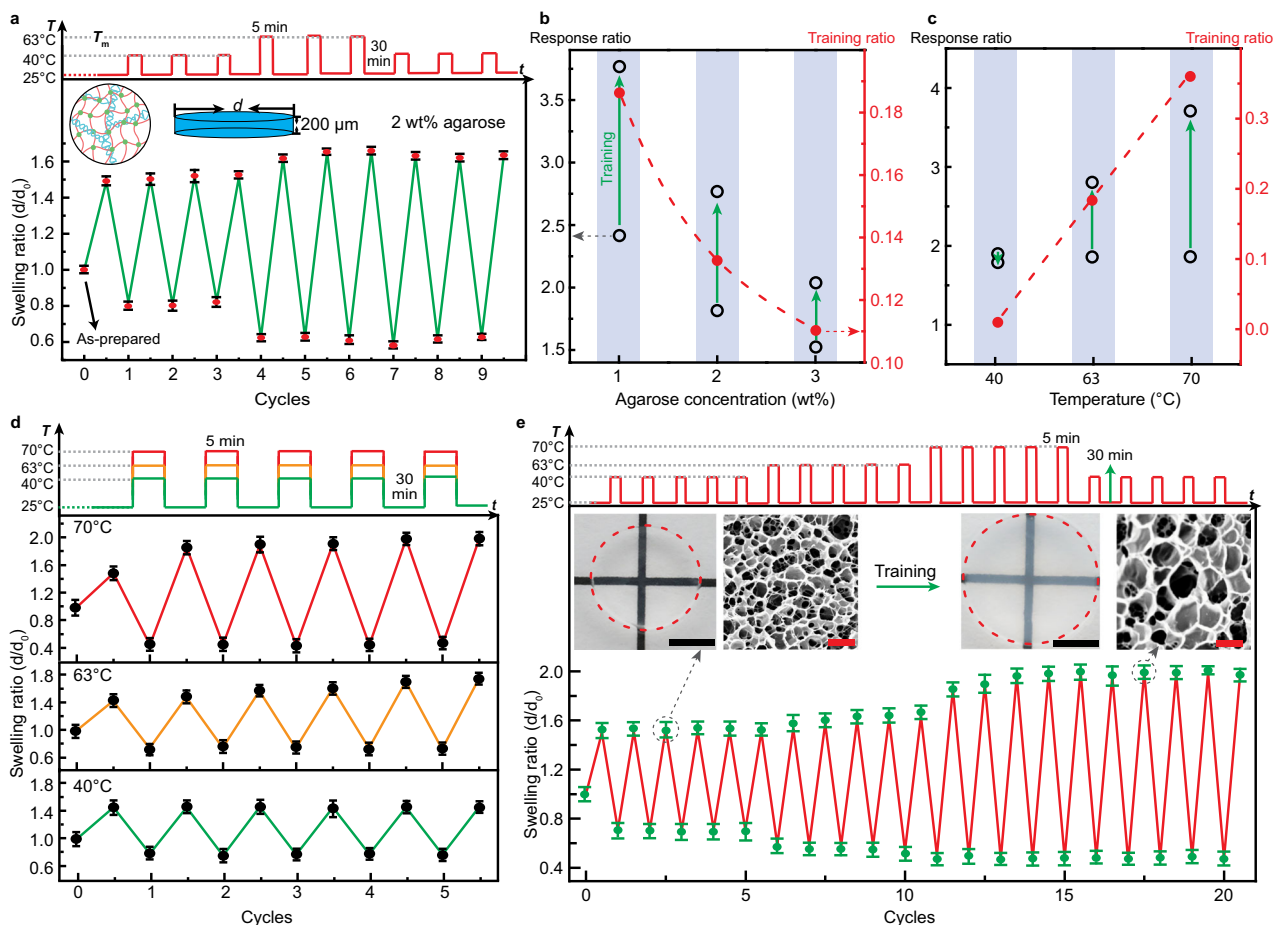 a
T
63°C
40°C
25°C
Tm
5 min
30
min
t
d
200 µm
2 wt% agarose
1.6
1.4
1.2
1.0
0.8
0.6
As-prepared
Swelling ratio (d/d0)
0 1 2 3 4 5 6 7 8 9
Cycles
b
Response ratio
Training ratio
3.75
3.5
3.0
2.5
2.0
1.5
Training
0.18
0.16
0.14
0.12
0.10
1 2 3
Agarose concentration (wt%)
c
Response ratio
Training ratio
4
3
2
1
0.3
0.2
0.1
0.0
40 63 70
Temperature (°C)
d
T
70°C
63°C
40°C
25°C
5 min
30
min
t
70°C
2.0
1.6
1.2
0.8
0.4
63°C
1.8
1.4
1.0
0.6
40°C
1.8
1.4
1.0
0.6
Swelling ratio (d/d0)
0 1 2 3 4 5
Cycles
e
T
70°C
63°C
40°C
25°C
5 min
30 min
t
Training
2.0
1.6
1.2
0.8
0.4
Swelling ratio (d/d0)
0 5 10 15 20
Cycles